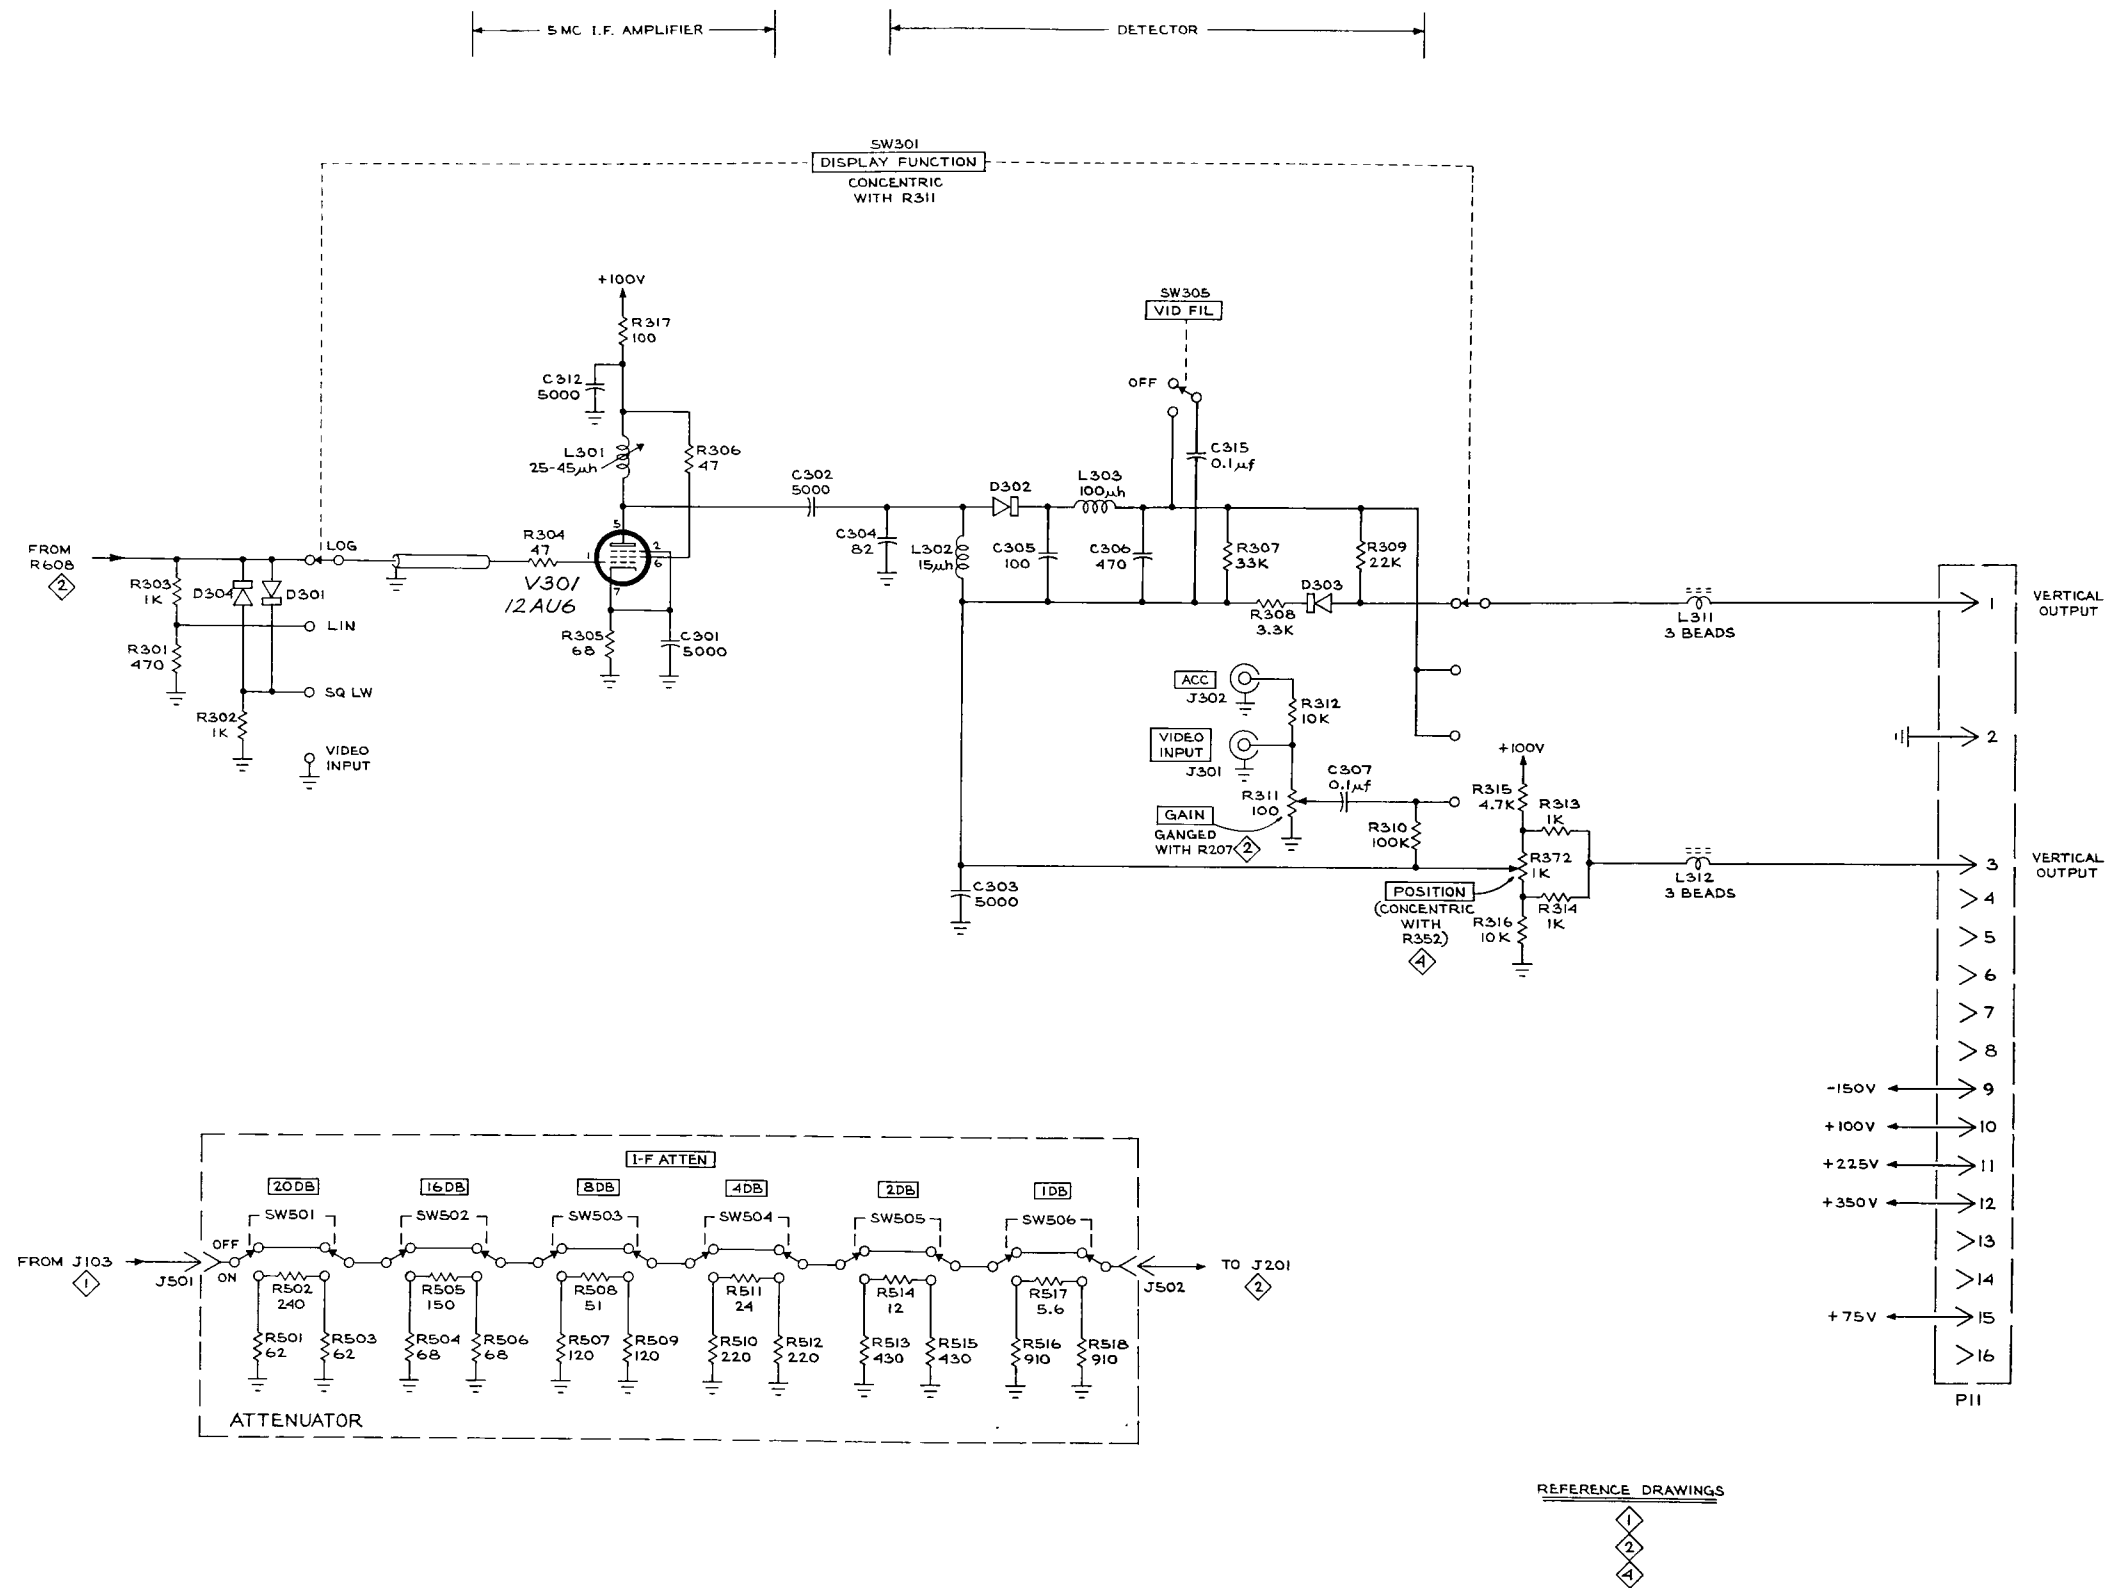 5 MC I.F. AMPLIFIER
DETECTOR
SW301
DISPLAY FUNCTION
CONCENTRIC
WITH R311
+100V
R317
100
C312
5000
L301
25-45µh
R306
47
SW305
VID FIL
OFF
C315
0.1µf
C302
5000
D302
L303
100µh
C304
82
L302
15µh
C305
100
C306
470
R307
33K
R309
22K
R308
3.3K
D303
FROM
R608
2
R303
1K
D304
D301
LOG
LIN
R301
470
SQ LW
R302
1K
VIDEO
INPUT
R304
47
1
5
2
6
7
V301
12AU6
R305
68
C301
5000
ACC
J302
R312
10K
VIDEO
INPUT
J301
R311
100
GAIN
GANGED
WITH R207
2
C307
0.1µf
R310
100K
C303
5000
+100V
R315
4.7K
R313
1K
R372
1K
POSITION
(CONCENTRIC
WITH
R352)
4
R314
1K
R316
10K
L311
3 BEADS
L312
3 BEADS
1
VERTICAL
OUTPUT
2
3
VERTICAL
OUTPUT
4
5
6
7
8
-150V
9
+100V
10
+225V
11
+350V
12
13
14
+75V
15
16
P11
I-F ATTEN
20DB
16DB
8DB
4DB
2DB
1DB
SW501
SW502
SW503
SW504
SW505
SW506
FROM J103
1
J501
OFF
ON
R502
240
R505
150
R508
51
R511
24
R514
12
R517
5.6
J502
TO J201
2
R501
62
R503
62
R504
68
R506
68
R507
120
R509
120
R510
220
R512
220
R513
430
R515
430
R516
910
R518
910
ATTENUATOR
REFERENCE DRAWINGS
1
2
4